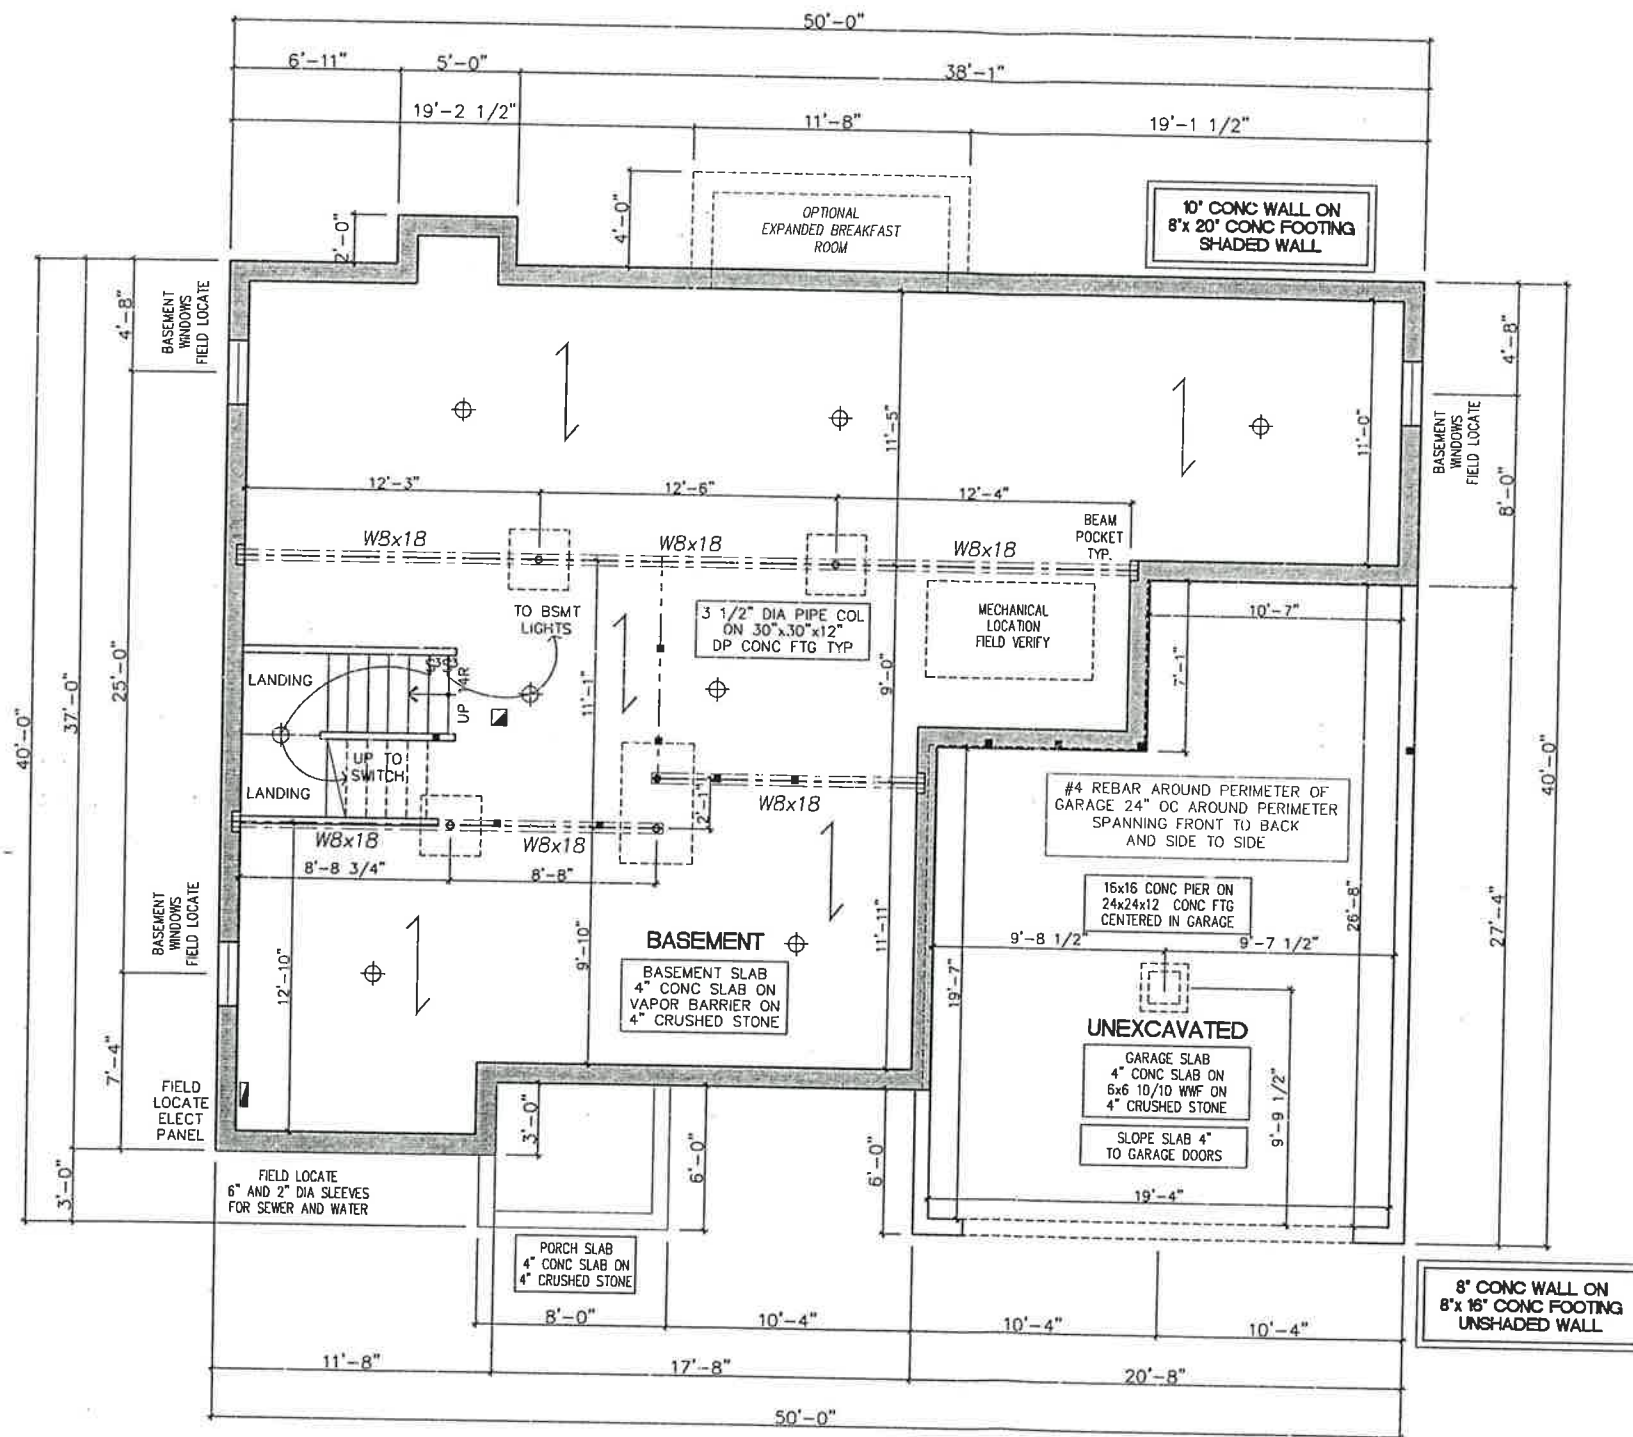 50'-0"
6'-11"
5'-0"
38'-1"
19'-2 1/2"
11'-8"
19'-1 1/2"
4'-0"
2'-0"
OPTIONAL
EXPANDED BREAKFAST
ROOM
10" CONC WALL ON
8"x 20" CONC FOOTING
SHADED WALL
40'-0"
37'-0"
4'-8"
25'-0"
7'-4"
3'-0"
BASEMENT
WINDOWS
FIELD LOCATE
BASEMENT
WINDOWS
FIELD LOCATE
4'-8"
8'-0"
BASEMENT
WINDOWS
FIELD LOCATE
40'-0"
27'-4"
11'-5"
11'-0"
12'-3"
12'-6"
12'-4"
BEAM
POCKET
TYP.
W8x18
W8x18
W8x18
TO BSMT
LIGHTS
3 1/2" DIA PIPE COL
ON 30"x30"x12"
DP CONC FTG TYP
MECHANICAL
LOCATION
FIELD VERIFY
10'-7"
7'-1"
9'-0"
11'-1"
LANDING
UP 14R
UP TO
SWITCH
LANDING
W8x18
W8x18
W8x18
2'-1"
8'-8 3/4"
8'-8"
#4 REBAR AROUND PERIMETER OF
GARAGE 24" OC AROUND PERIMETER
SPANNING FRONT TO BACK
AND SIDE TO SIDE
16x16 CONC PIER ON
24x24x12 CONC FTG
CENTERED IN GARAGE
26'-8"
9'-8 1/2"
9'-7 1/2"
19'-7"
11'-11"
9'-10"
12'-10"
BASEMENT
BASEMENT SLAB
4" CONC SLAB ON
VAPOR BARRIER ON
4" CRUSHED STONE
UNEXCAVATED
GARAGE SLAB
4" CONC SLAB ON
6x6 10/10 WWF ON
4" CRUSHED STONE
SLOPE SLAB 4"
TO GARAGE DOORS
9'-9 1/2"
19'-4"
FIELD
LOCATE
ELECT
PANEL
3'-0"
6'-0"
6'-0"
FIELD LOCATE
6" AND 2" DIA SLEEVES
FOR SEWER AND WATER
PORCH SLAB
4" CONC SLAB ON
4" CRUSHED STONE
8" CONC WALL ON
8"x 16" CONC FOOTING
UNSHADED WALL
8'-0"
10'-4"
10'-4"
10'-4"
11'-8"
17'-8"
20'-8"
50'-0"